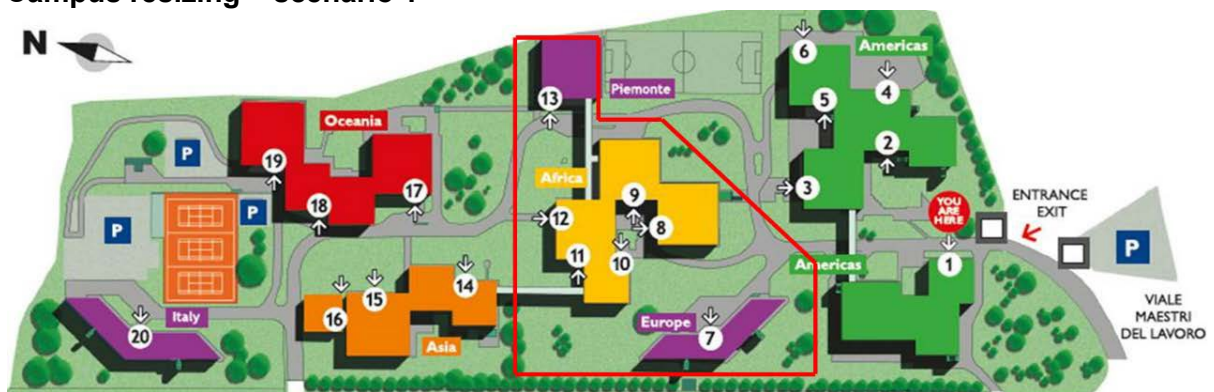 Campus resizing – scenario 1
N
6
Americas
4
13
Piemonte
5
Oceania
P
2
19
9
Africa
3
17
YOU
ARE
HERE
ENTRANCE
EXIT
P
18
12
8
P
10
11
Americas
1
P
14
16
15
VIALE
MAESTRI
DEL LAVORO
Italy
20
Asia
Europe
7